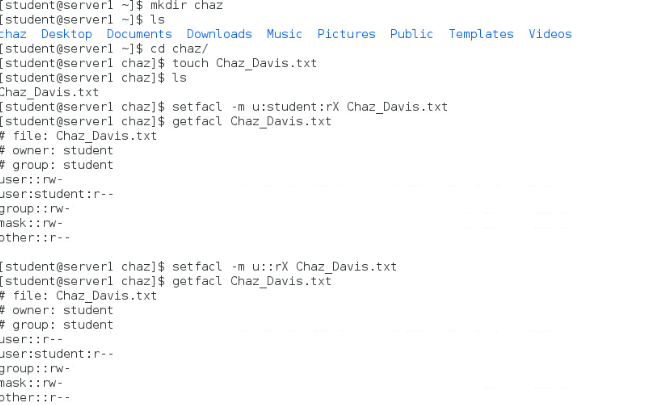 [student@server1 ~]$ mkdir chaz
[student@server1 ~]$ ls
chaz  Desktop  Documents  Downloads  Music  Pictures  Public  Templates  Videos
[student@server1 ~]$ cd chaz/
[student@server1 chaz]$ touch Chaz_Davis.txt
[student@server1 chaz]$ ls
Chaz_Davis.txt
[student@server1 chaz]$ setfacl -m u:student:rX Chaz_Davis.txt
[student@server1 chaz]$ getfacl Chaz_Davis.txt
# file: Chaz_Davis.txt
# owner: student
# group: student
user::rw-
user:student:r--
group::rw-
mask::rw-
other::r--

[student@server1 chaz]$ setfacl -m u::rX Chaz_Davis.txt
[student@server1 chaz]$ getfacl Chaz_Davis.txt
# file: Chaz_Davis.txt
# owner: student
# group: student
user::r--
user:student:r--
group::rw-
mask::rw-
other::r--